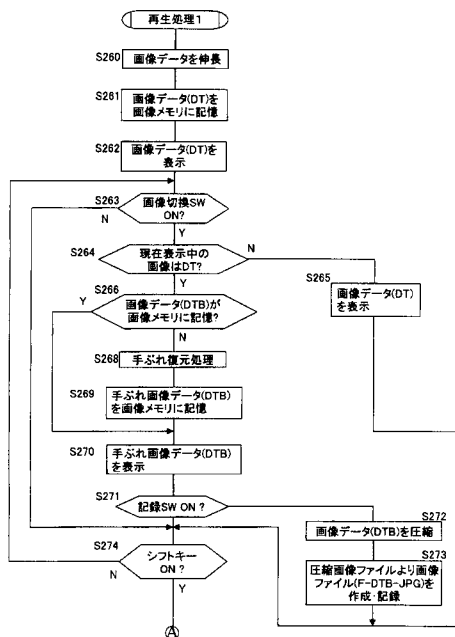 再生処理1
S260
画像データを伸長
S261
画像データ(DT)を
画像メモリに記憶
S262
画像データ(DT)を
表示
S263
画像切換SW
ON?
N
Y
S264
現在表示中の
画像はDT?
N
Y
S265
画像データ(DT)
を表示
S266
画像データ(DTB)が
画像メモリに記憶?
Y
N
S268
手ぶれ復元処理
S269
手ぶれ画像データ(DTB)
を画像メモリに記憶
S270
手ぶれ画像データ(DTB)
を表示
S271
記録SW ON ?
S272
画像データ(DTB)を圧縮
S273
圧縮画像ファイルより画像
ファイル(F-DTB-JPG)を
作成・記録
S274
シフトキー
ON ?
N
Y
A